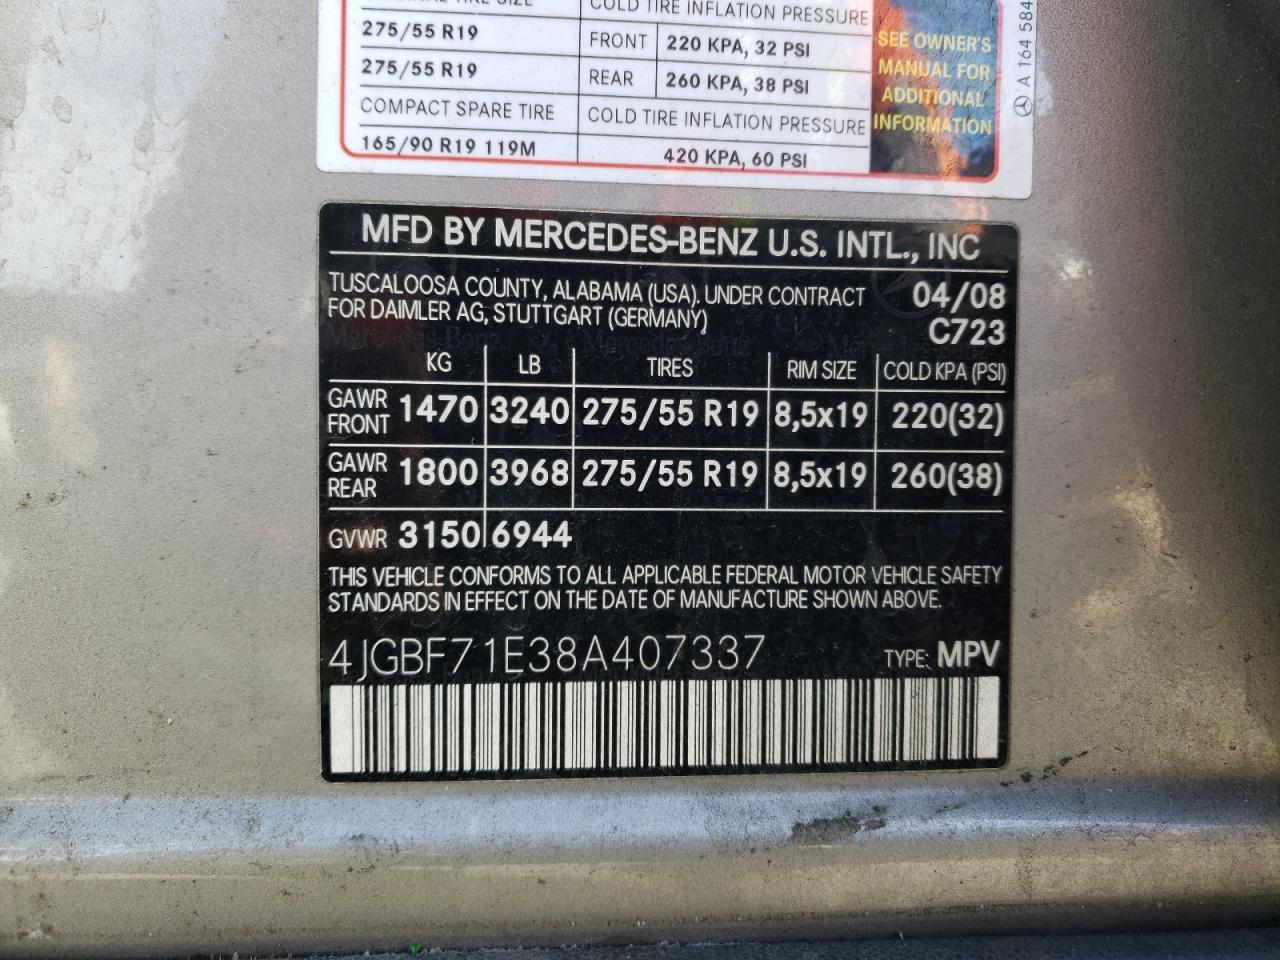 TIRE SIZE COLD TIRE INFLATION PRESSURE
275/55 R19 FRONT 220 KPA, 32 PSI
275/55 R19 REAR 260 KPA, 38 PSI
COMPACT SPARE TIRE COLD TIRE INFLATION PRESSURE
165/90 R19 119M 420 KPA, 60 PSI
SEE OWNER'S
MANUAL FOR
ADDITIONAL
INFORMATION
A 164 584
MFD BY MERCEDES-BENZ U.S. INTL., INC
TUSCALOOSA COUNTY, ALABAMA (USA). UNDER CONTRACT 04/08
FOR DAIMLER AG, STUTTGART (GERMANY) C723
KG LB TIRES RIM SIZE COLD KPA (PSI)
GAWR FRONT 1470 3240 275/55 R19 8,5x19 220(32)
GAWR REAR 1800 3968 275/55 R19 8,5x19 260(38)
GVWR 3150 6944
THIS VEHICLE CONFORMS TO ALL APPLICABLE FEDERAL MOTOR VEHICLE SAFETY
STANDARDS IN EFFECT ON THE DATE OF MANUFACTURE SHOWN ABOVE.
4JGBF71E38A407337 TYPE: MPV